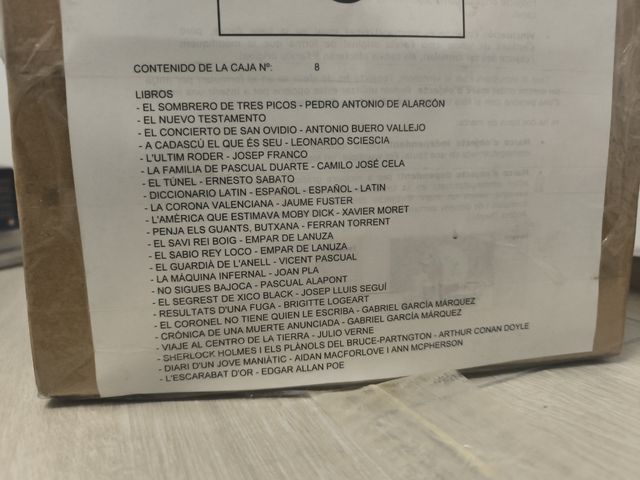 CONTENIDO DE LA CAJA Nº: 8
LIBROS
- EL SOMBRERO DE TRES PICOS - PEDRO ANTONIO DE ALARCÓN
- EL NUEVO TESTAMENTO
- EL CONCIERTO DE SAN OVIDIO - ANTONIO BUERO VALLEJO
- A CADASCÚ EL QUE ÉS SEU - LEONARDO SCIESCIA
- L'ULTIM RODER - JOSEP FRANCO
- LA FAMILIA DE PASCUAL DUARTE - CAMILO JOSÉ CELA
- EL TÚNEL - ERNESTO SABATO
- DICCIONARIO LATIN - ESPAÑOL - ESPAÑOL - LATIN
- LA CORONA VALENCIANA - JAUME FUSTER
- L'AMÈRICA QUE ESTIMAVA MOBY DICK - XAVIER MORET
- PENJA ELS GUANTS, BUTXANA - FERRAN TORRENT
- EL SAVI REI BOIG - EMPAR DE LANUZA
- EL SABIO REY LOCO - EMPAR DE LANUZA
- EL GUARDIÀ DE L'ANELL - VICENT PASCUAL
- LA MÁQUINA INFERNAL - JOAN PLA
- NO SIGUES BAJOCA - PASCUAL ALAPONT
- EL SEGREST DE XICO BLACK - JOSEP LLUIS SEGUÍ
- RESULTATS D'UNA FUGA - BRIGITTE LOGEART
- EL CORONEL NO TIENE QUIEN LE ESCRIBA - GABRIEL GARCÍA MÁRQUEZ
- CRÓNICA DE UNA MUERTE ANUNCIADA - GABRIEL GARCÍA MÁRQUEZ
- VIAJE AL CENTRO DE LA TIERRA - JULIO VERNE
- SHERLOCK HOLMES I ELS PLÀNOLS DEL BRUCE-PARTNGTON - ARTHUR CONAN DOYLE
- DIARI D'UN JOVE MANIÀTIC - AIDAN MACFORLOVE I ANN MCPHERSON
- L'ESCARABAT D'OR - EDGAR ALLAN POE